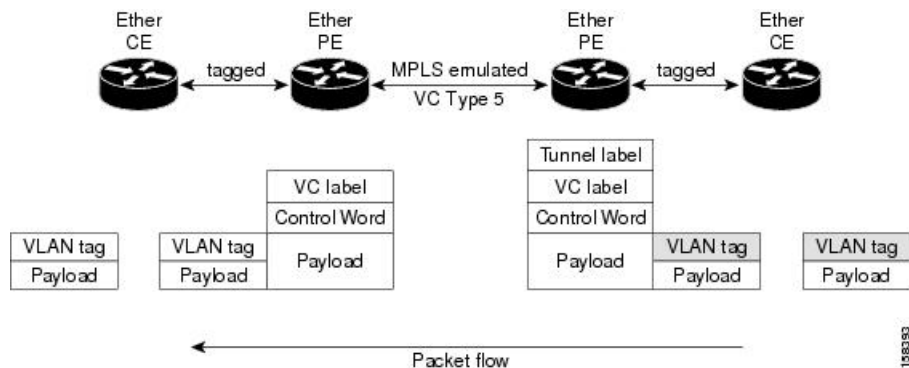 Ether
CE
Ether
PE
Ether
PE
Ether
CE
tagged
MPLS emulated
VC Type 5
tagged
Tunnel label
VC label
VC label
Control Word
Control Word
VLAN tag
VLAN tag
Payload
Payload
VLAN tag
VLAN tag
Payload
Payload
Payload
Payload
Packet flow
158393